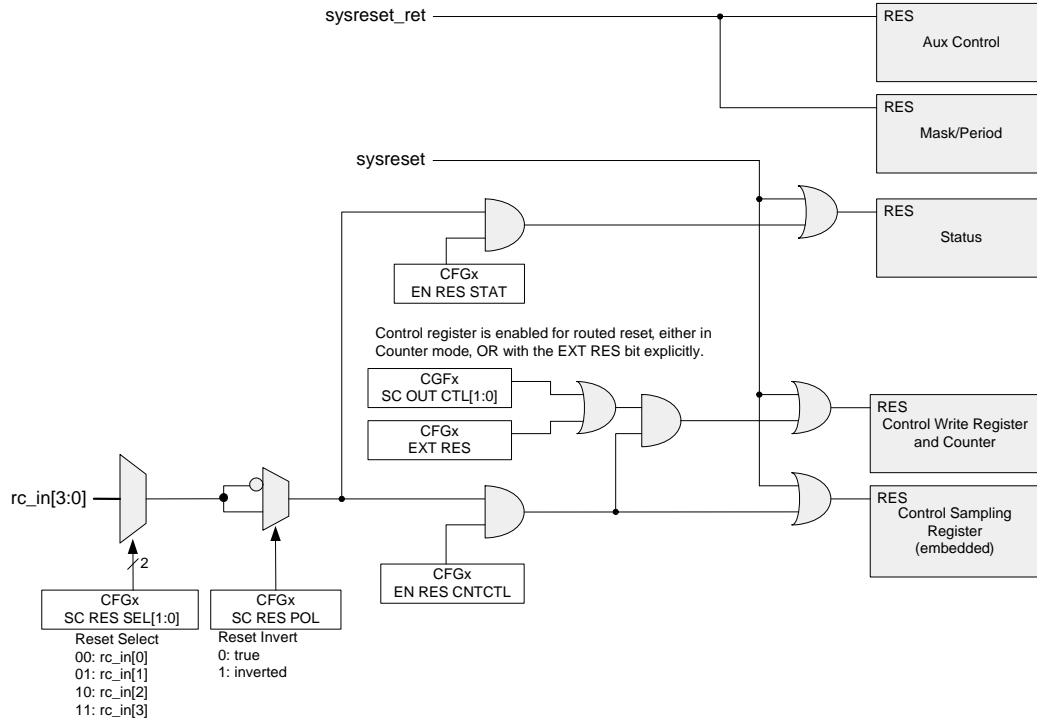 sysreset_ret
RES
Aux Control
RES
Mask/Period
sysreset
RES
Status
CFGx
EN RES STAT
Control register is enabled for routed reset, either in
Counter mode, OR with the EXT RES bit explicitly.
CGFx
SC OUT CTL[1:0]
CFGx
EXT RES
RES
Control Write Register
and Counter
rc_in[3:0]
RES
Control Sampling
Register
(embedded)
2
CFGx
EN RES CNTCTL
CFGx
SC RES SEL[1:0]
CFGx
SC RES POL
Reset Select
00: rc_in[0]
01: rc_in[1]
10: rc_in[2]
11: rc_in[3]
Reset Invert
0: true
1: inverted